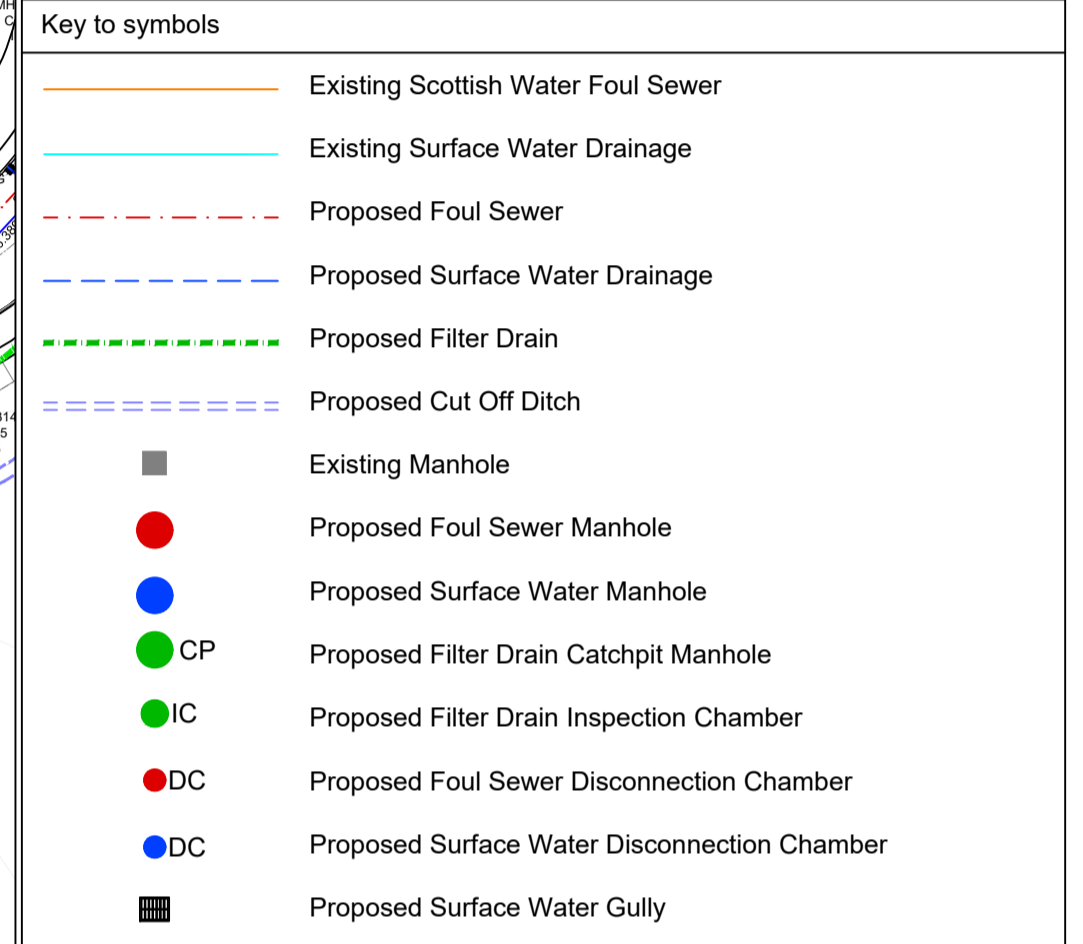 Key to symbols
Existing Scottish Water Foul Sewer
Existing Surface Water Drainage
Proposed Foul Sewer
Proposed Surface Water Drainage
Proposed Filter Drain
Proposed Cut Off Ditch
Existing Manhole
Proposed Foul Sewer Manhole
Proposed Surface Water Manhole
CP Proposed Filter Drain Catchpit Manhole
IC Proposed Filter Drain Inspection Chamber
DC Proposed Foul Sewer Disconnection Chamber
DC Proposed Surface Water Disconnection Chamber
Proposed Surface Water Gully